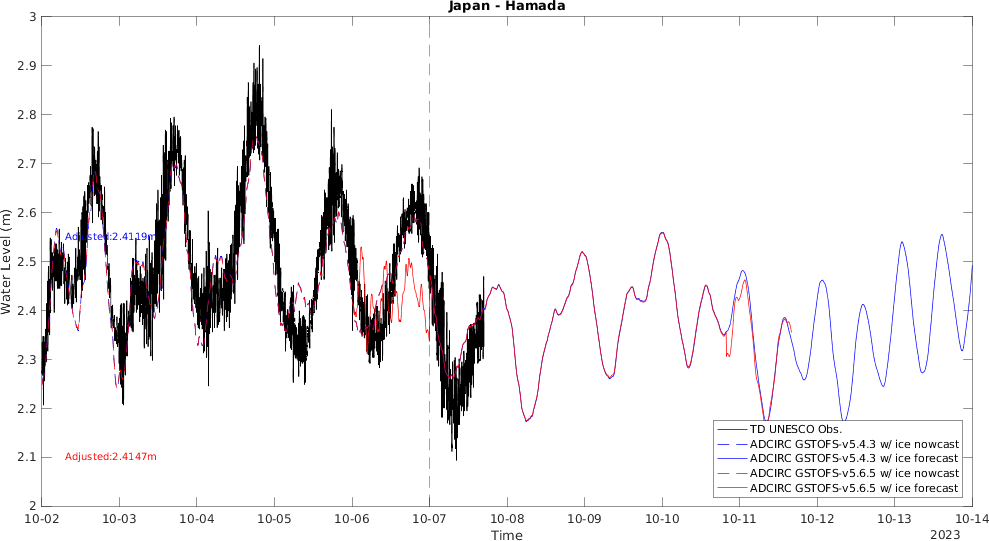 Japan - Hamada
3
2.9
2.8
2.7
2.6
2.5
2.4
2.3
2.2
2.1
2
Water Level (m)
Adjusted:2.4119m
Adjusted:2.4147m
TD UNESCO Obs.
ADCIRC GSTOFS-v5.4.3 w/ ice nowcast
ADCIRC GSTOFS-v5.4.3 w/ ice forecast
ADCIRC GSTOFS-v5.6.5 w/ ice nowcast
ADCIRC GSTOFS-v5.6.5 w/ ice forecast
10-02 10-03 10-04 10-05 10-06 10-07 10-08 10-09 10-10 10-11 10-12 10-13 10-14
Time
2023